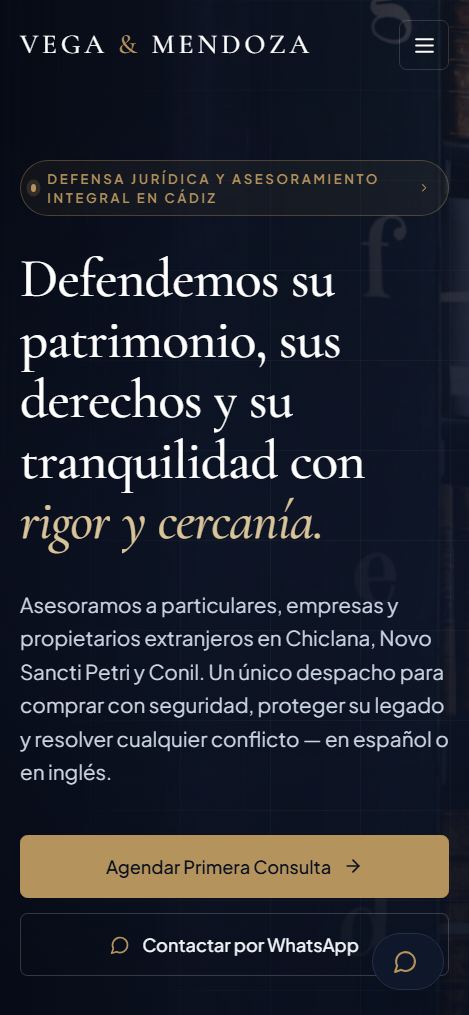 VEGA & MENDOZA
DEFENSA JURÍDICA Y ASESORAMIENTO
INTEGRAL EN CÁDIZ
Defendemos su
patrimonio, sus
derechos y su
tranquilidad con
rigor y cercanía.
Asesoramos a particulares, empresas y
propietarios extranjeros en Chiclana, Novo
Sancti Petri y Conil. Un único despacho para
comprar con seguridad, proteger su legado
y resolver cualquier conflicto — en español o
en inglés.
Agendar Primera Consulta
Contactar por WhatsApp